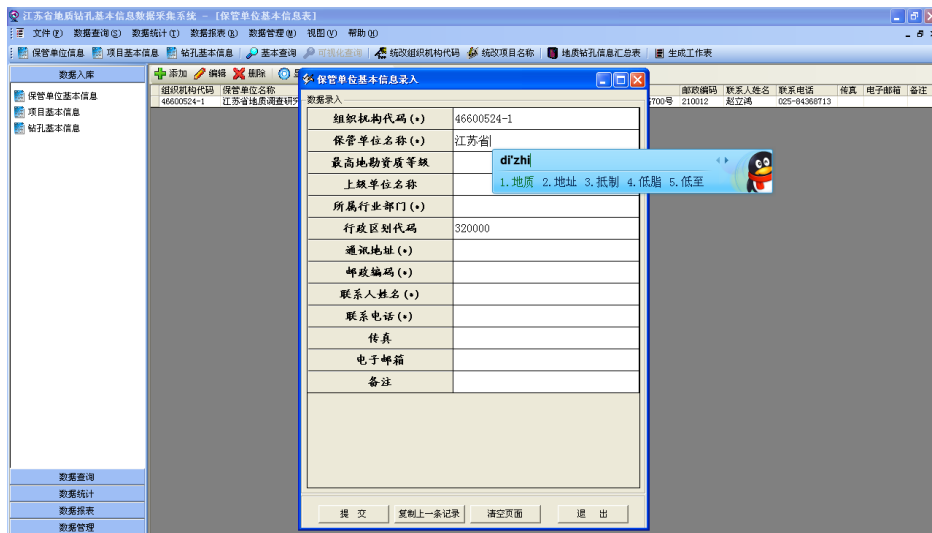 江苏省地质钻孔基本信息数据采集系统 - [保管单位基本信息表]
文件(F) 数据查询(S) 数据统计(T) 数据报表(R) 数据管理(M) 视图(V) 帮助(H)
保管单位信息 项目基本信息 钻孔基本信息 基本查询 可视化查询 统改组织机构代码 统改项目名称 地质钻孔信息汇总表 生成工作表
数据入库
保管单位基本信息
项目基本信息
钻孔基本信息
数据查询
数据统计
数据报表
数据管理
添加 编辑 删除
组织机构代码 保管单位名称 邮政编码 联系人姓名 联系电话 传真 电子邮箱 备注
46600524-1 江苏省地质调查研究 700号 210012 赵立鸿 025-84368713
保管单位基本信息录入
数据录入
组织机构代码(*) 46600524-1
保管单位名称(*) 江苏省
di'zhi
1.地质 2.地址 3.抵制 4.低脂 5.低至
最高地勘资质等级
上级单位名称
所属行业部门(*)
行政区划代码 320000
通讯地址(*)
邮政编码(*)
联系人姓名(*)
联系电话(*)
传真
电子邮箱
备注
提 交 复制上一条记录 清空页面 退 出